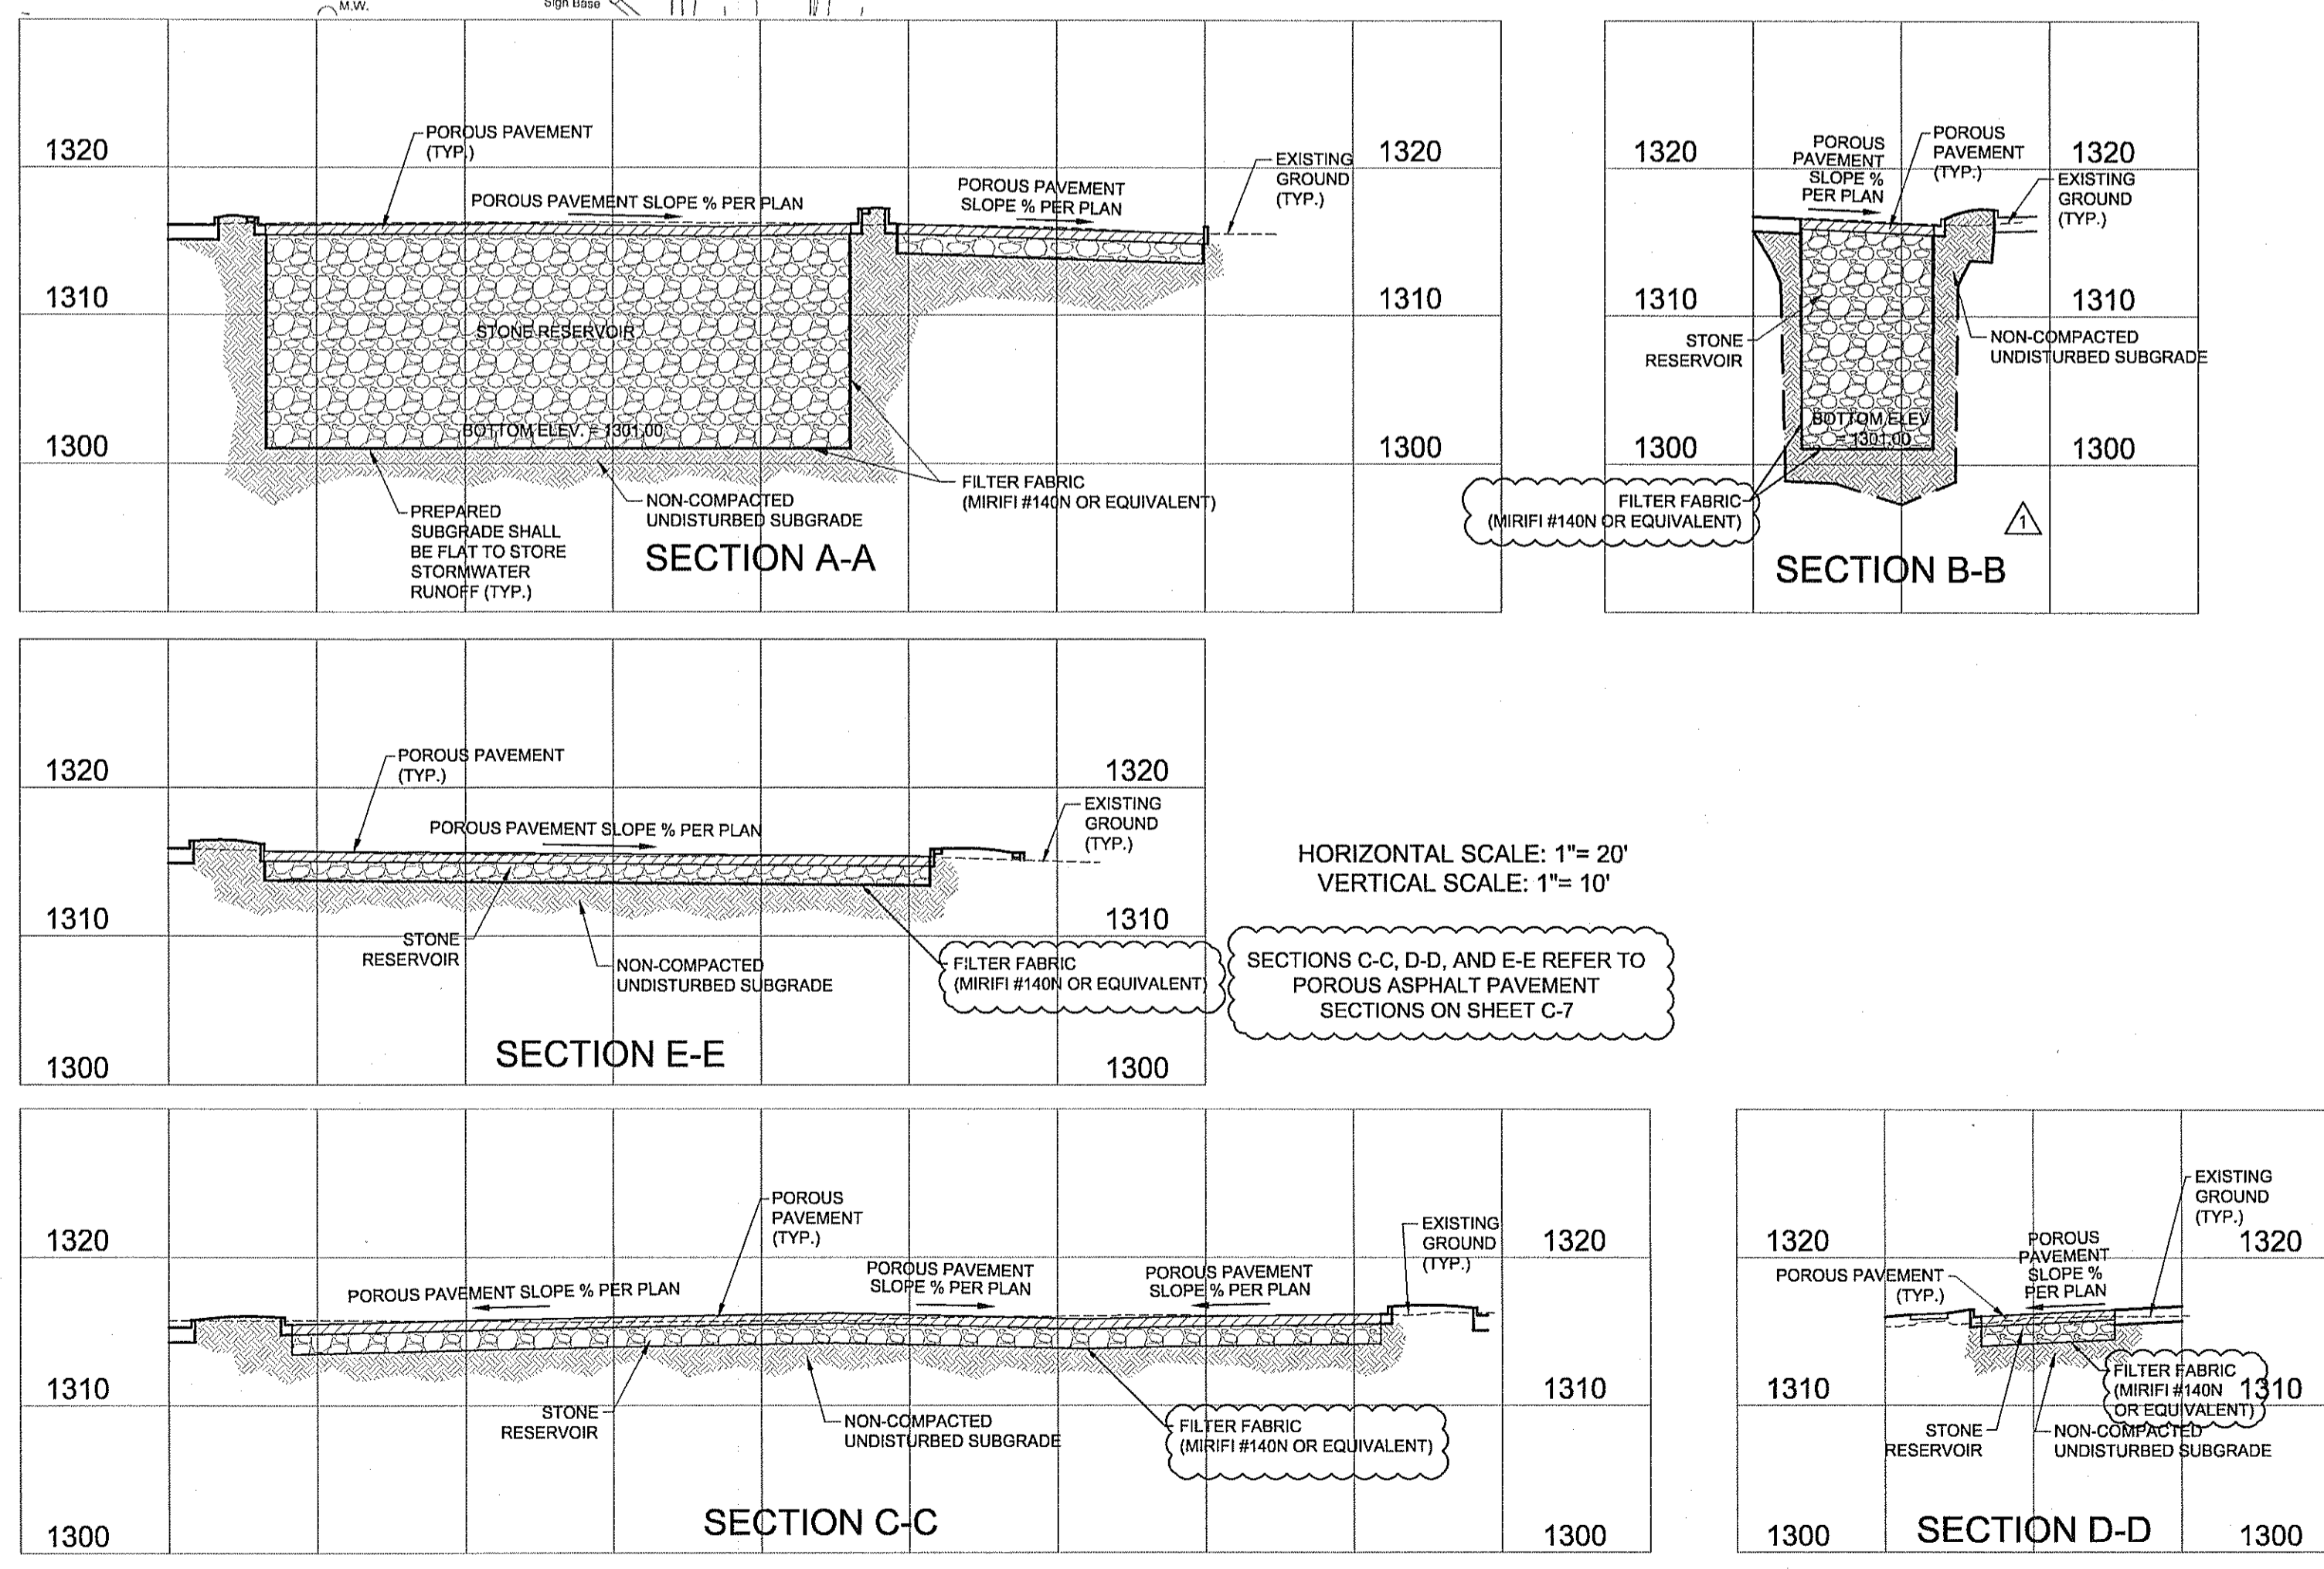 M.W.
Sign Base
POROUS PAVEMENT
(TYP.)
1320
POROUS PAVEMENT SLOPE % PER PLAN
POROUS PAVEMENT
SLOPE % PER PLAN
EXISTING
GROUND
(TYP.)
1320
1310
STONE RESERVOIR
1310
BOTTOM ELEV. = 1301.00
1300
1300
PREPARED
SUBGRADE SHALL
BE FLAT TO STORE
STORMWATER
RUNOFF (TYP.)
NON-COMPACTED
UNDISTURBED SUBGRADE
FILTER FABRIC
(MIRIFI #140N OR EQUIVALENT)
SECTION A-A
1320
POROUS
PAVEMENT
SLOPE %
PER PLAN
POROUS
PAVEMENT
(TYP.)
1320
EXISTING
GROUND
(TYP.)
1310
1310
STONE
RESERVOIR
NON-COMPACTED
UNDISTURBED SUBGRADE
BOTTOM ELEV
= 1301.00
1300
1300
FILTER FABRIC
(MIRIFI #140N OR EQUIVALENT)
1
SECTION B-B
POROUS PAVEMENT
(TYP.)
1320
1320
POROUS PAVEMENT SLOPE % PER PLAN
EXISTING
GROUND
(TYP.)
1310
1310
STONE
RESERVOIR
NON-COMPACTED
UNDISTURBED SUBGRADE
FILTER FABRIC
(MIRIFI #140N OR EQUIVALENT)
SECTION E-E
1300
1300
HORIZONTAL SCALE: 1"= 20'
VERTICAL SCALE: 1"= 10'
SECTIONS C-C, D-D, AND E-E REFER TO
POROUS ASPHALT PAVEMENT
SECTIONS ON SHEET C-7
POROUS
PAVEMENT
(TYP.)
EXISTING
GROUND
(TYP.)
1320
1320
POROUS PAVEMENT SLOPE % PER PLAN
POROUS PAVEMENT
SLOPE % PER PLAN
POROUS PAVEMENT
SLOPE % PER PLAN
1310
1310
STONE
RESERVOIR
NON-COMPACTED
UNDISTURBED SUBGRADE
FILTER FABRIC
(MIRIFI #140N OR EQUIVALENT)
SECTION C-C
1300
1300
EXISTING
GROUND
(TYP.)
1320
POROUS
PAVEMENT
SLOPE %
PER PLAN
1320
POROUS PAVEMENT
(TYP.)
1310
FILTER FABRIC
(MIRIFI #140N
OR EQUIVALENT)
1310
STONE
RESERVOIR
NON-COMPACTED
UNDISTURBED SUBGRADE
1300
SECTION D-D
1300